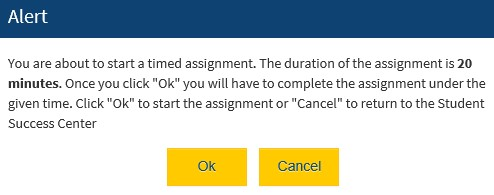 Alert
You are about to start a timed assignment. The duration of the assignment is 20
minutes. Once you click "Ok" you will have to complete the assignment under the
given time. Click "Ok" to start the assignment or "Cancel" to return to the Student
Success Center
Ok Cancel